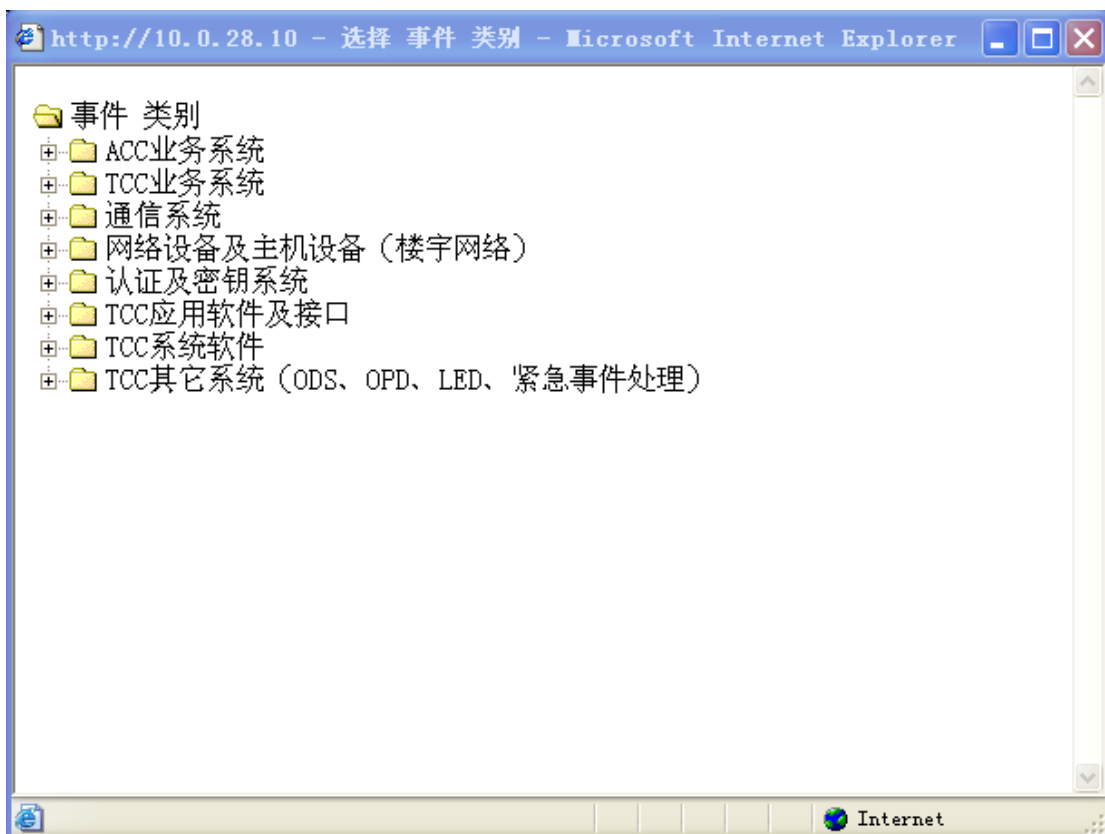 http://10.0.28.10 - 选择 事件 类别 - Microsoft Internet Explorer
事件 类别
ACC业务系统
TCC业务系统
通信系统
网络设备及主机设备（楼宇网络）
认证及密钥系统
TCC应用软件及接口
TCC系统软件
TCC其它系统（ODS、OPD、LED、紧急事件处理）
Internet